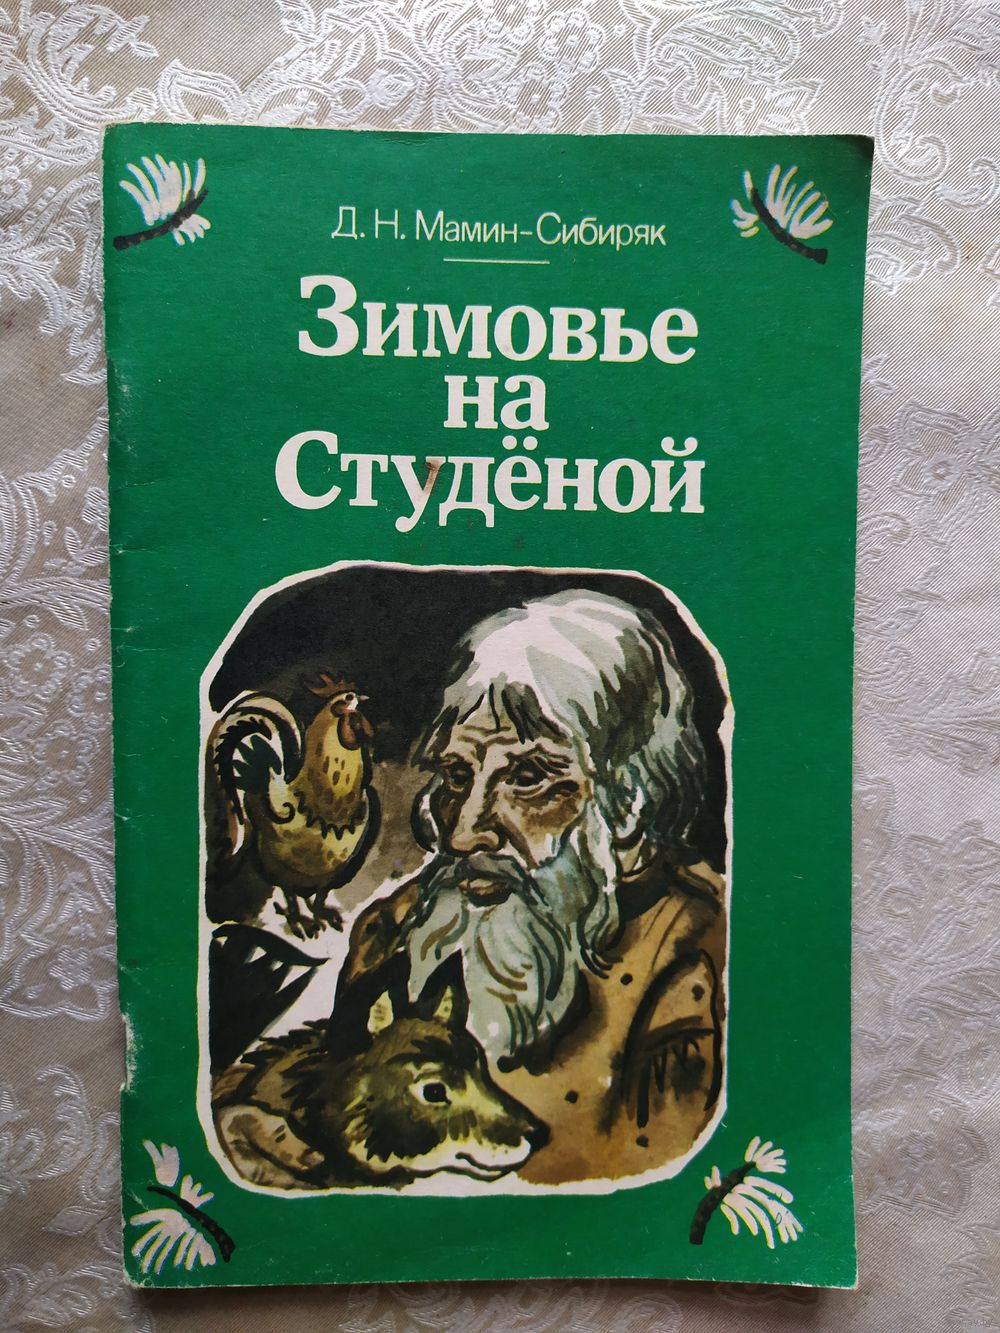 Д. Н. Мамин-Сибиряк
Зимовье
на
Студёной